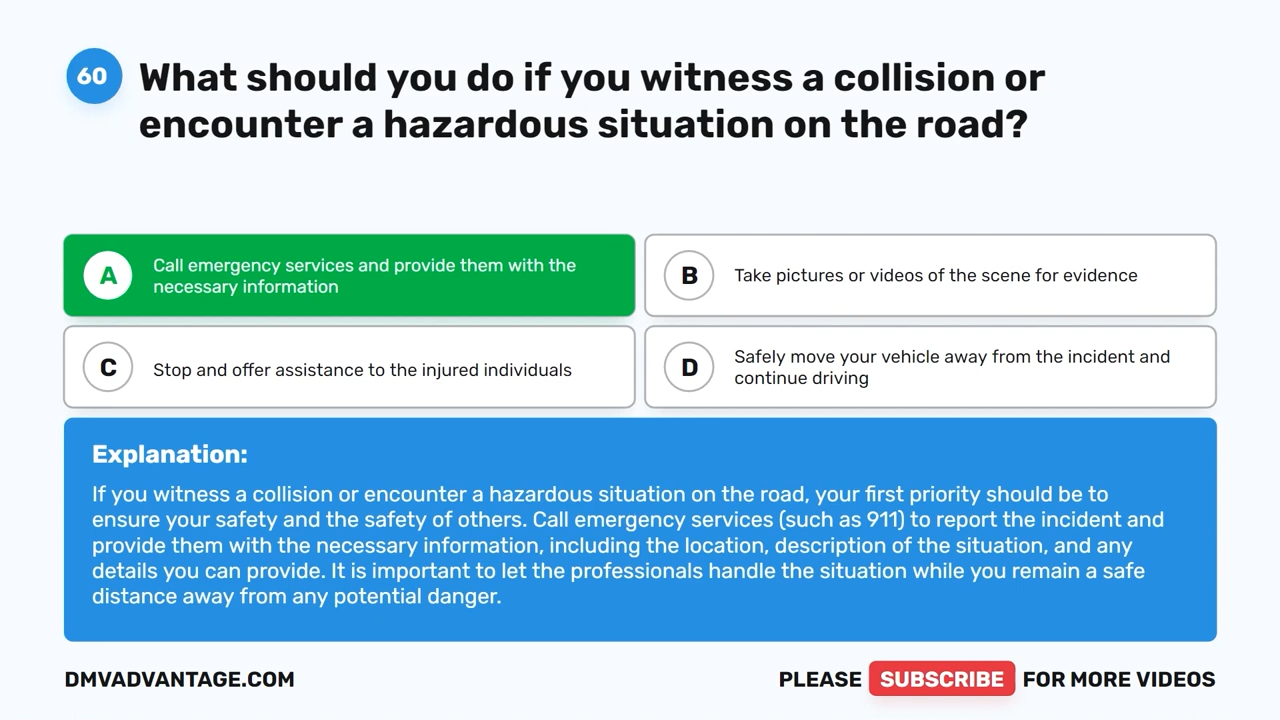 60
What should you do if you witness a collision or
encounter a hazardous situation on the road?
A
Call emergency services and provide them with the
necessary information
B
Take pictures or videos of the scene for evidence
C
Stop and offer assistance to the injured individuals
D
Safely move your vehicle away from the incident and
continue driving
Explanation:
If you witness a collision or encounter a hazardous situation on the road, your first priority should be to
ensure your safety and the safety of others. Call emergency services (such as 911) to report the incident and
provide them with the necessary information, including the location, description of the situation, and any
details you can provide. It is important to let the professionals handle the situation while you remain a safe
distance away from any potential danger.
DMVADVANTAGE.COM
PLEASE SUBSCRIBE FOR MORE VIDEOS